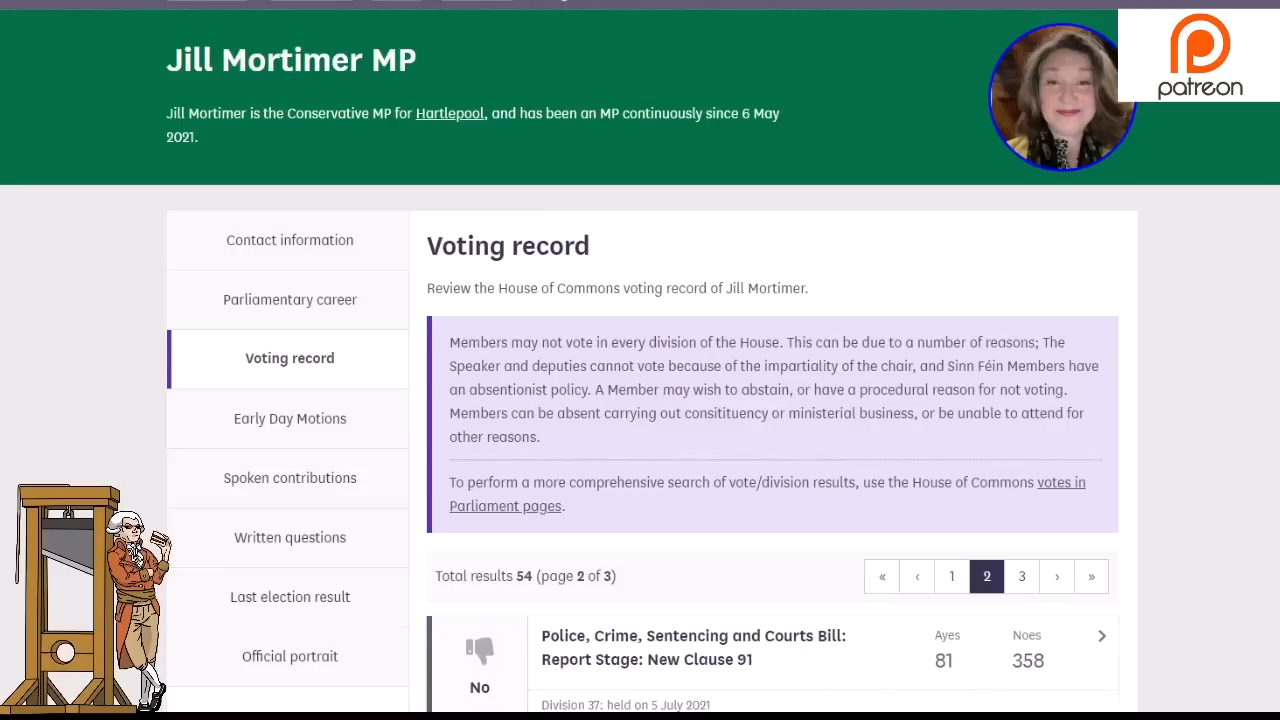 Jill Mortimer MP
Jill Mortimer is the Conservative MP for Hartlepool, and has been an MP continuously since 6 May
2021.
patreon
Contact information
Parliamentary career
Voting record
Early Day Motions
Spoken contributions
Written questions
Last election result
Official portrait
Voting record
Review the House of Commons voting record of Jill Mortimer.
Members may not vote in every division of the House. This can be due to a number of reasons; The
Speaker and deputies cannot vote because of the impartiality of the chair, and Sinn Féin Members have
an absentionist policy. A Member may wish to abstain, or have a procedural reason for not voting.
Members can be absent carrying out consitituency or ministerial business, or be unable to attend for
other reasons.
To perform a more comprehensive search of vote/division results, use the House of Commons votes in
Parliament pages.
Total results 54 (page 2 of 3)
« ‹ 1 2 3 › »
No
Police, Crime, Sentencing and Courts Bill:
Report Stage: New Clause 91
Ayes
81
Noes
358
Division 37: held on 5 July 2021